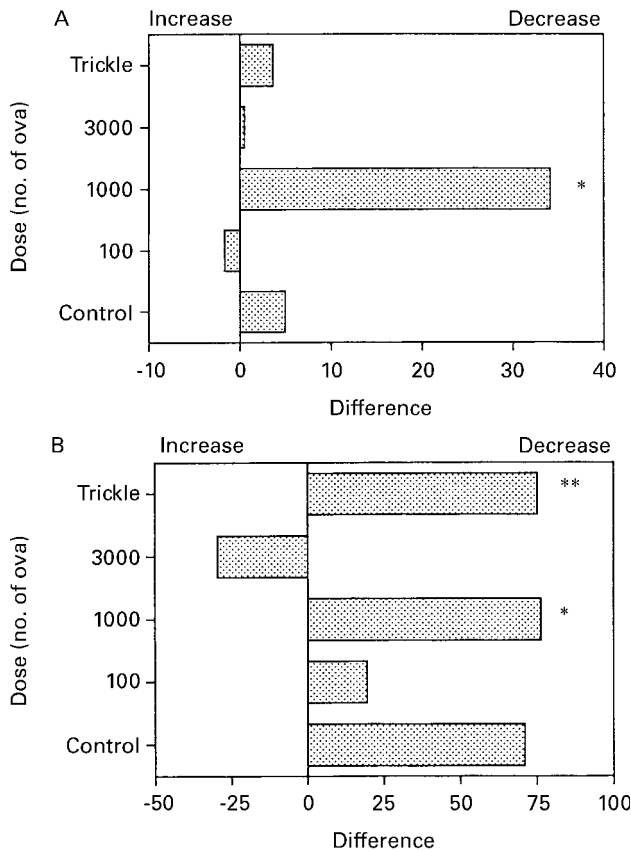 A
Increase
Decrease
Trickle
3000
1000
*
100
Control
-10
0
10
20
30
40
Difference
Dose (no. of ova)
B
Increase
Decrease
Trickle
**
3000
1000
*
100
Control
-50
-25
0
25
50
75
100
Difference
Dose (no. of ova)